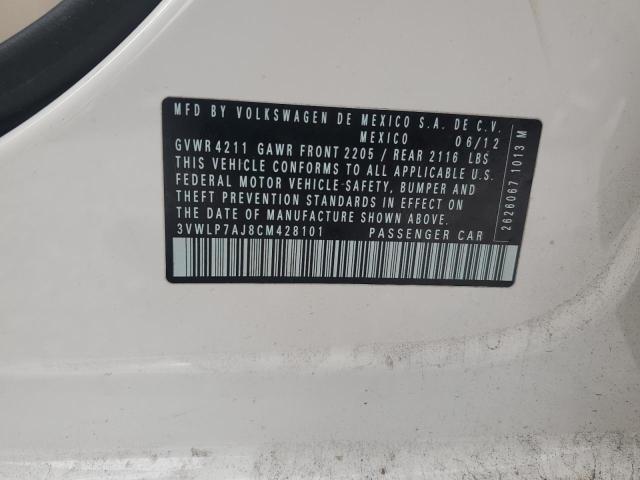 MFD BY VOLKSWAGEN DE MEXICO S.A. DE C.V.
MEXICO 06/12
GVWR 4211 GAWR FRONT 2205 / REAR 2116 LBS
THIS VEHICLE CONFORMS TO ALL APPLICABLE U.S.
FEDERAL MOTOR VEHICLE-SAFETY, BUMPER AND
THEFT PREVENTION STANDARDS IN EFFECT ON THE
DATE OF MANUFACTURE SHOWN ABOVE.
3VWLP7AJ8CM428101 PASSENGER CAR
2626067 1013 M